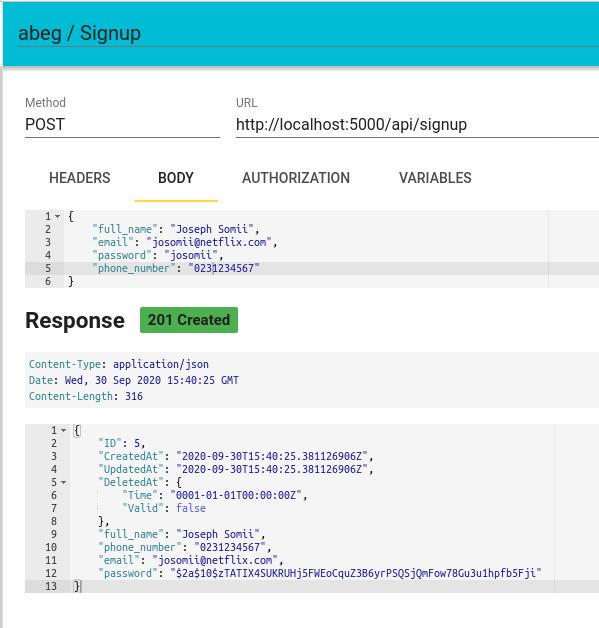 abeg / Signup
Method
URL
POST
http://localhost:5000/api/signup
HEADERS BODY AUTHORIZATION VARIABLES
1 {
2 "full_name": "Joseph Somii",
3 "email": "josomii@netflix.com",
4 "password": "josomii",
5 "phone_number": "0231234567"
6 }
Response 201 Created
Content-Type: application/json
Date: Wed, 30 Sep 2020 15:40:25 GMT
Content-Length: 316
1 {
2 "ID": 5,
3 "CreatedAt": "2020-09-30T15:40:25.381126906Z",
4 "UpdatedAt": "2020-09-30T15:40:25.381126906Z",
5 "DeletedAt": {
6 "Time": "0001-01-01T00:00:00Z",
7 "Valid": false
8 },
9 "full_name": "Joseph Somii",
10 "phone_number": "0231234567",
11 "email": "josomii@netflix.com",
12 "password": "$2a$10$zTATIX4SUKRUHj5FWEoCquZ3B6yrPSQSjQmFow78Gu3u1hpfb5Fji"
13 }